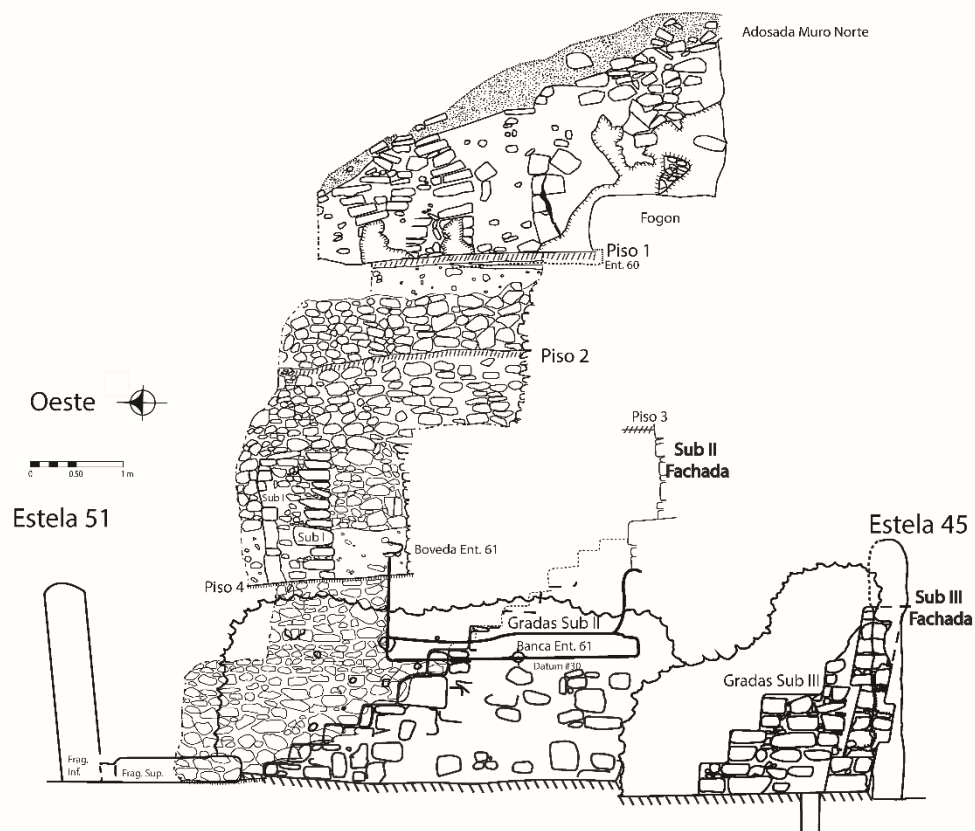 Adosada Muro Norte
Fogon
Piso 1
Ent. 60
Piso 2
Oeste
0 0.50 1 m
Piso 3
Sub II
Fachada
Estela 51
Sub I
Sub I
Estela 45
Boveda Ent. 61
Piso 4
Sub III
Fachada
Gradas Sub II
Banca Ent. 61
Datum #30
Gradas Sub III
Frag.
Inf.
Frag. Sup.